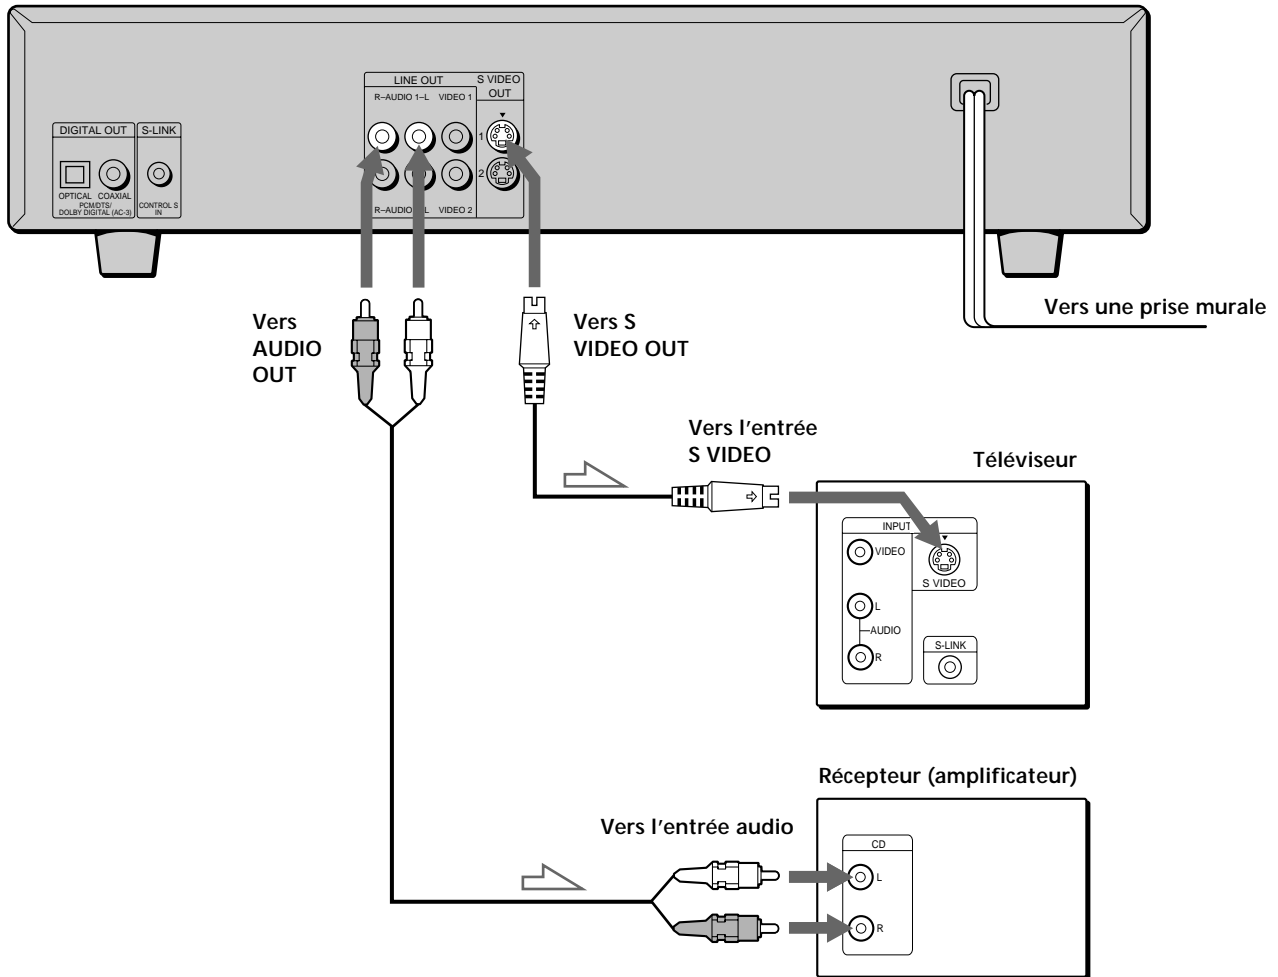 LINE OUT
S VIDEO
OUT
R–AUDIO 1–L VIDEO 1
1
2
R–AUDIO L VIDEO 2
DIGITAL OUT
S-LINK
OPTICAL COAXIAL
PCM/DTS/
DOLBY DIGITAL (AC-3)
CONTROL S
IN
Vers une prise murale
Vers
AUDIO
OUT
Vers S
VIDEO OUT
Vers l'entrée
S VIDEO
Téléviseur
INPUT
VIDEO
S VIDEO
L
AUDIO
R
S-LINK
Récepteur (amplificateur)
Vers l'entrée audio
CD
L
R